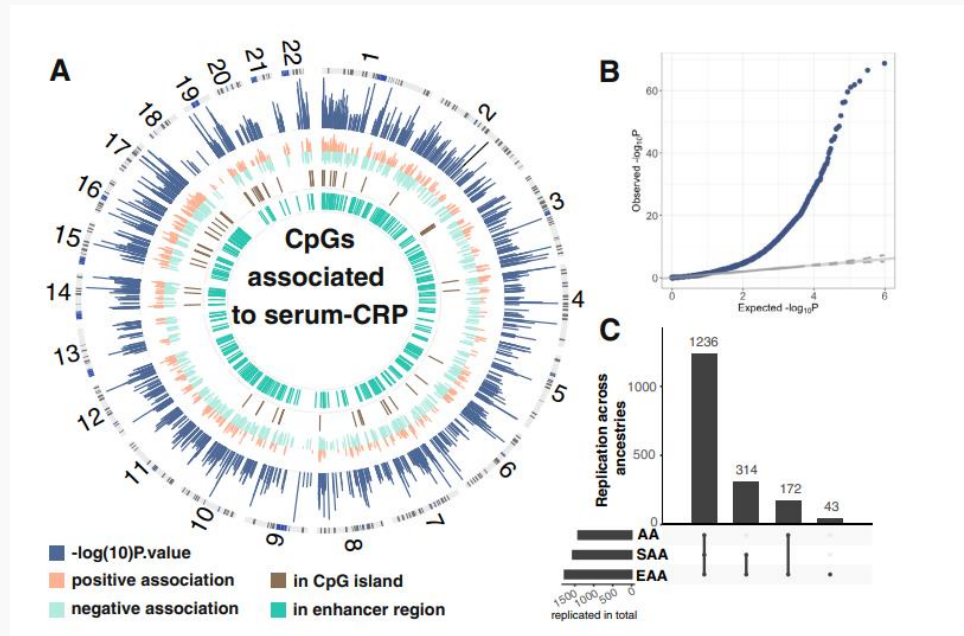 A
1
2
3
4
5
6
7
8
9
10
11
12
13
14
15
16
17
18
19
20
21
22
CpGs
associated
to serum-CRP
-log(10)P.value
positive association
negative association
in CpG island
in enhancer region
B
Observed -log10P
60
40
20
0
0 2 4 6
Expected -log10P
C
Replication across
ancestries
1000
500
0
1236
314
172
43
AA
SAA
EAA
1500 1000 500 0
replicated in total